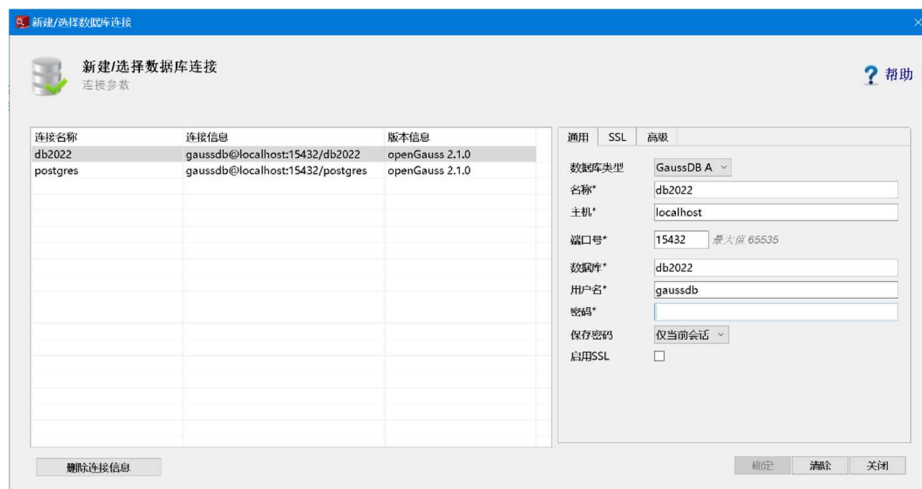 新建/选择数据库连接
新建/选择数据库连接
连接参数
帮助
连接名称 连接信息 版本信息
db2022 gaussdb@localhost:15432/db2022 openGauss 2.1.0
postgres gaussdb@localhost:15432/postgres openGauss 2.1.0
通用 SSL 高级
数据库类型 GaussDB A
名称* db2022
主机* localhost
端口号* 15432 最大值 65535
数据库* db2022
用户名* gaussdb
密码*
保存密码 仅当前会话
启用SSL
删除连接信息
确定 清除 关闭